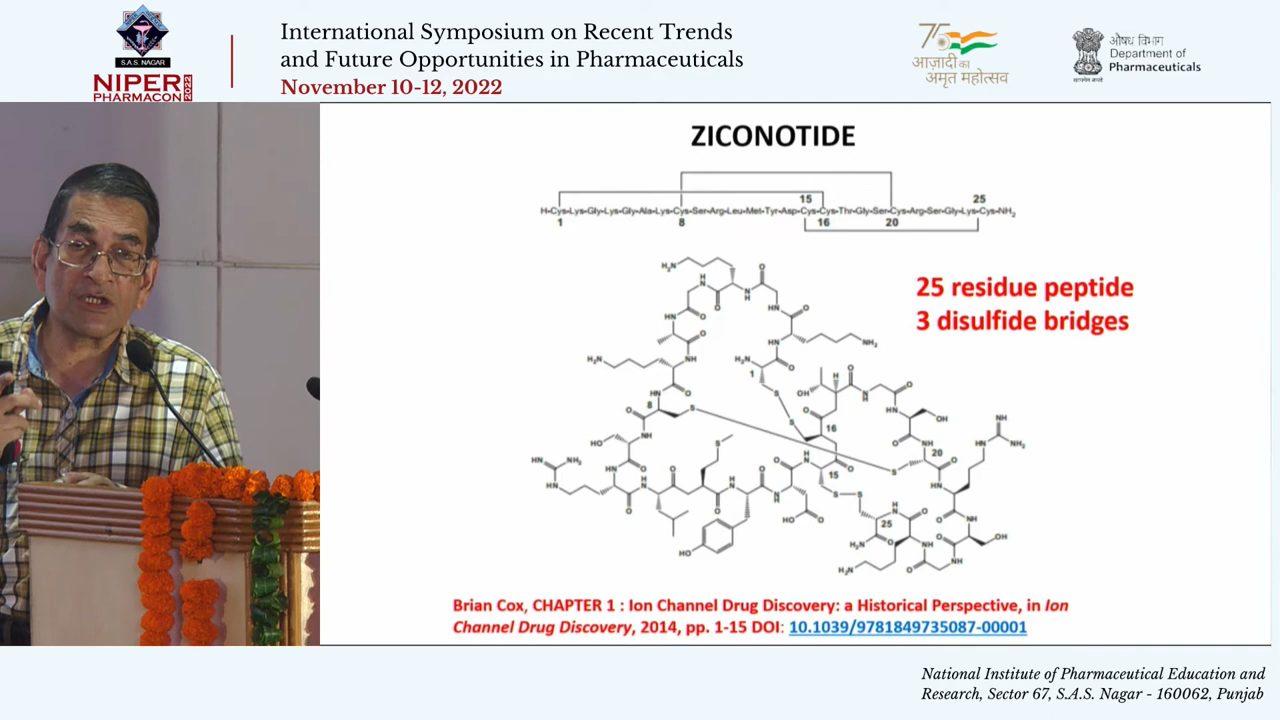 S.A.S. NAGAR
NIPER
PHARMACON 2022
International Symposium on Recent Trends
and Future Opportunities in Pharmaceuticals
November 10-12, 2022
75
आज़ादी का
अमृत महोत्सव
औषध विभाग
Department of
Pharmaceuticals
ZICONOTIDE
15 25
H-Cys-Lys-Gly-Lys-Gly-Ala-Lys-Cys-Ser-Arg-Leu-Met-Tyr-Asp-Cys-Cys-Thr-Gly-Ser-Cys-Arg-Ser-Gly-Lys-Cys-NH2
1 8 16 20
25 residue peptide
3 disulfide bridges
Brian Cox, CHAPTER 1 : Ion Channel Drug Discovery: a Historical Perspective, in Ion
Channel Drug Discovery, 2014, pp. 1-15 DOI: 10.1039/9781849735087-00001
National Institute of Pharmaceutical Education and
Research, Sector 67, S.A.S. Nagar - 160062, Punjab